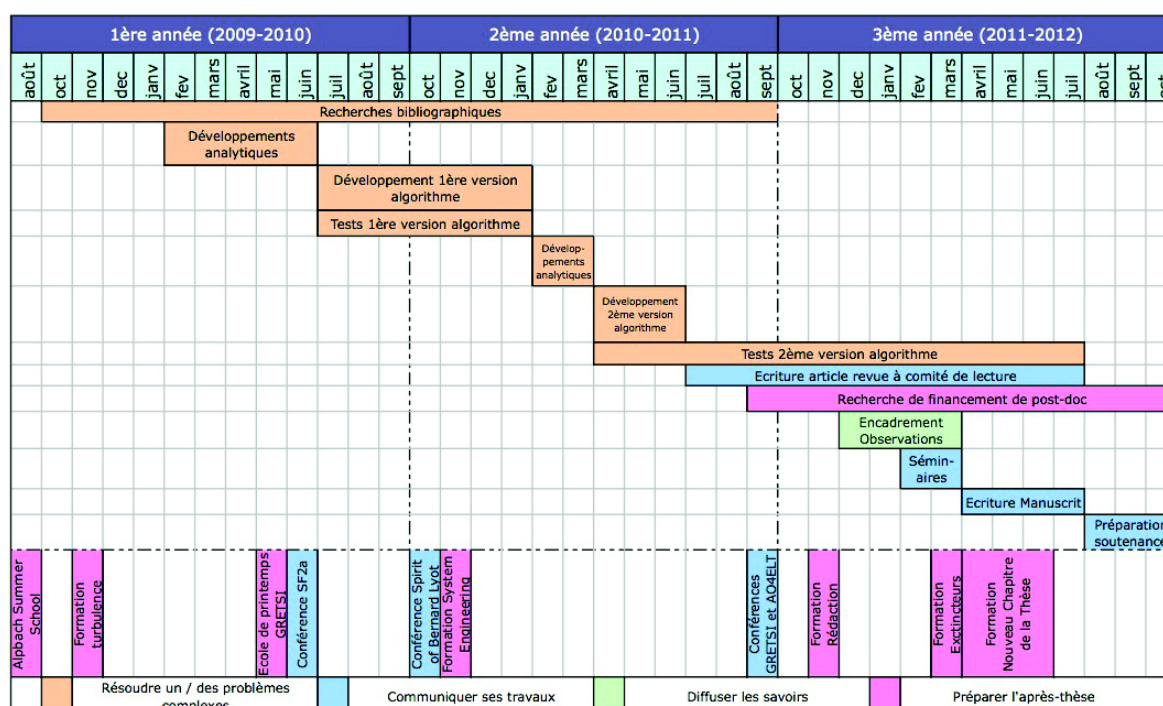 1ère année (2009-2010) 2ème année (2010-2011) 3ème année (2011-2012)
août oct nov dec janv fev mars avril mai juin juil août sept oct nov dec janv fev mars avril mai juin août sept oct nov dec janv fev mars avril mai juin juil août sept
Recherches bibliographiques
Développements
analytiques
Développement 1ère version
algorithme
Tests 1ère version algorithme
Dévelop-
pements
analytiques
Développement
2ème version
algorithme
Tests 2ème version algorithme
Ecriture article revue à comité de lecture
Recherche de financement de post-doc
Encadrement
Observations
Sémin-
aires
Ecriture Manuscrit
Préparation
soutenance
Alpbach Summer
School
Formation
turbulence
Ecole de printemps
GRETSI
Conférence SF2a
Conférence Spirit
of Bernard Lyot
Formation System
Engineering
Conférences
GRETSI et AO4ELT
Formation
Rédaction
Formation
Exctincteurs
Formation
Nouveau Chapitre
de la Thèse
Résoudre un / des problèmes
complexes
Communiquer ses travaux
Diffuser les savoirs
Préparer l'après-thèse